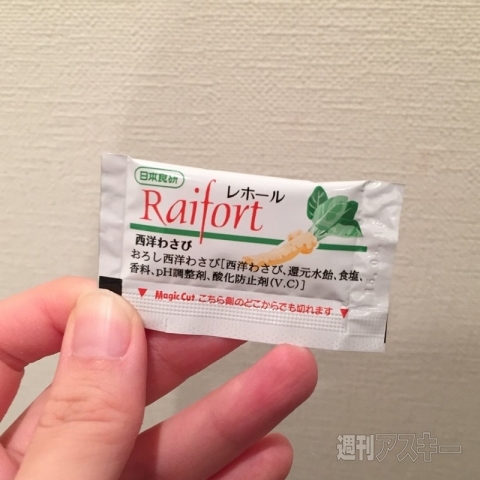 日本食研
レホール
Raifort
西洋わさび
おろし西洋わさび[西洋わさび、還元水飴、食塩、
香料、pH調整剤、酸化防止剤(V.C)]
▼ MagicCut こちら側のどこからでも切れます ▼
週刊アスキー